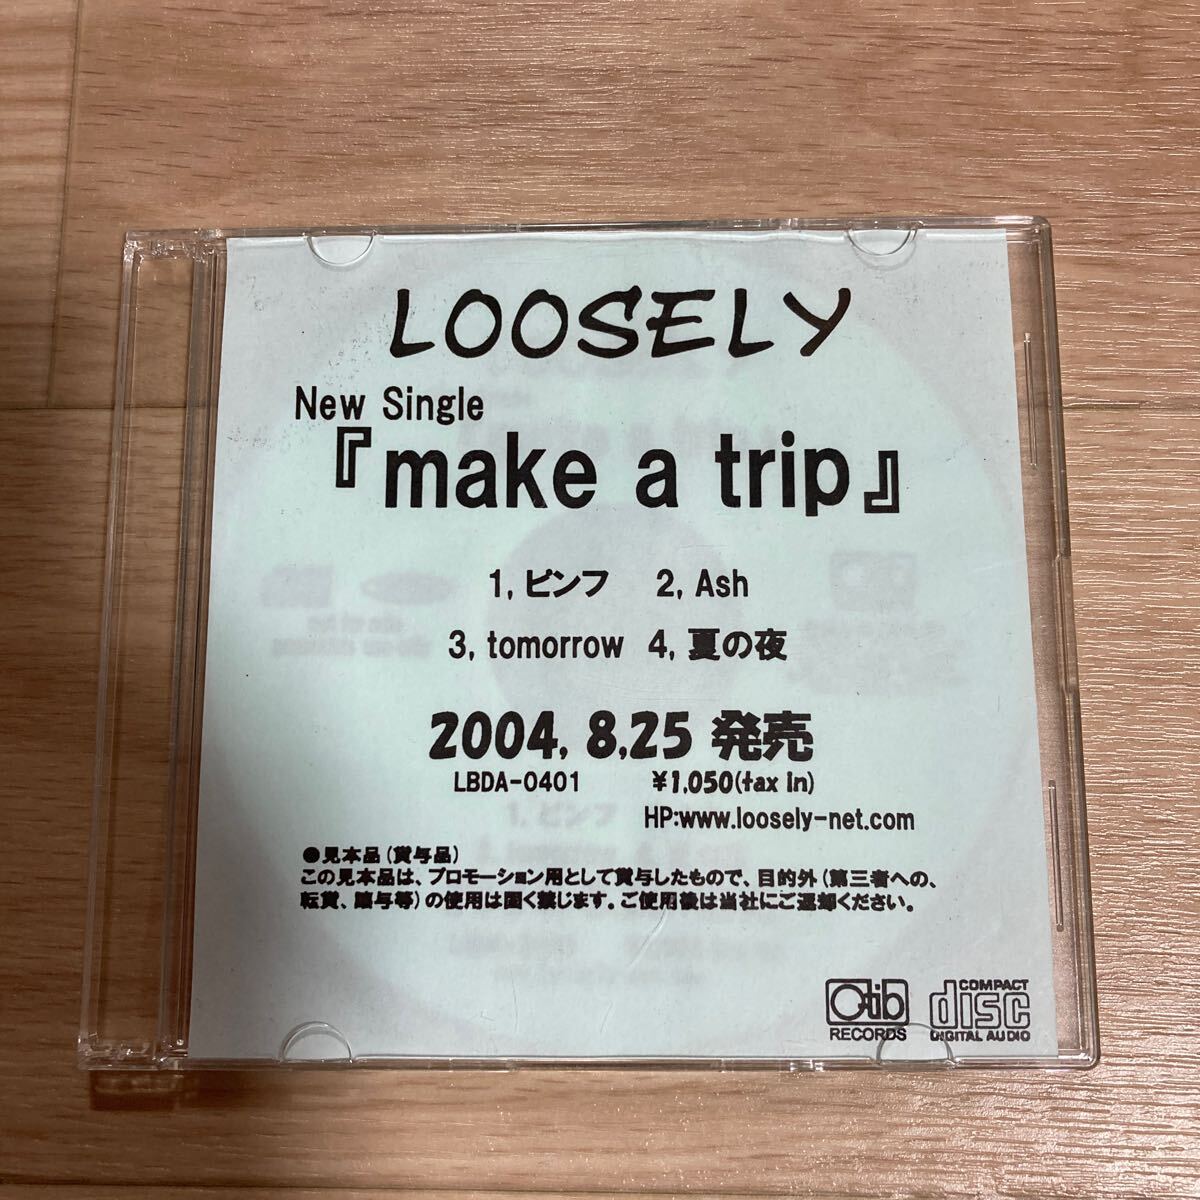 LOOSELY
New Single
『make a trip』
1, ビンフ 2, Ash
3, tomorrow 4, 夏の夜
2004, 8,25 発売
LBDA-0401 ¥1,050(tax in)
HP:www.loosely-net.com
●見本品(貸与品)
この見本品は、プロモーション用として貸与したもので、目的外(第三者への、
転貸、譲与等)の使用は固く禁じます。ご使用後は当社にご返却ください。
RECORDS
COMPACT
disc
DIGITAL AUDIO